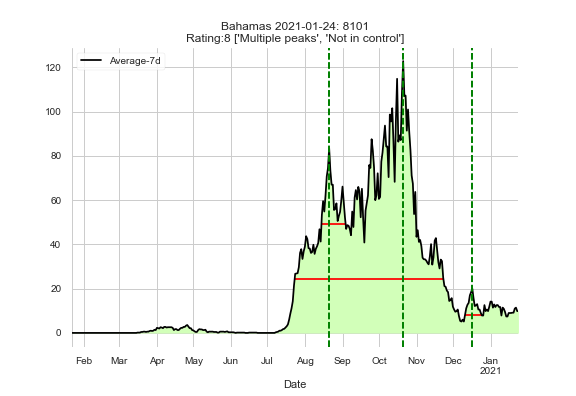 Bahamas 2021-01-24: 8101
Rating:8 ['Multiple peaks', 'Not in control']
Average-7d
120
100
80
60
40
20
0
Feb Mar Apr May Jun Jul Aug Sep Oct Nov Dec Jan
2021
Date